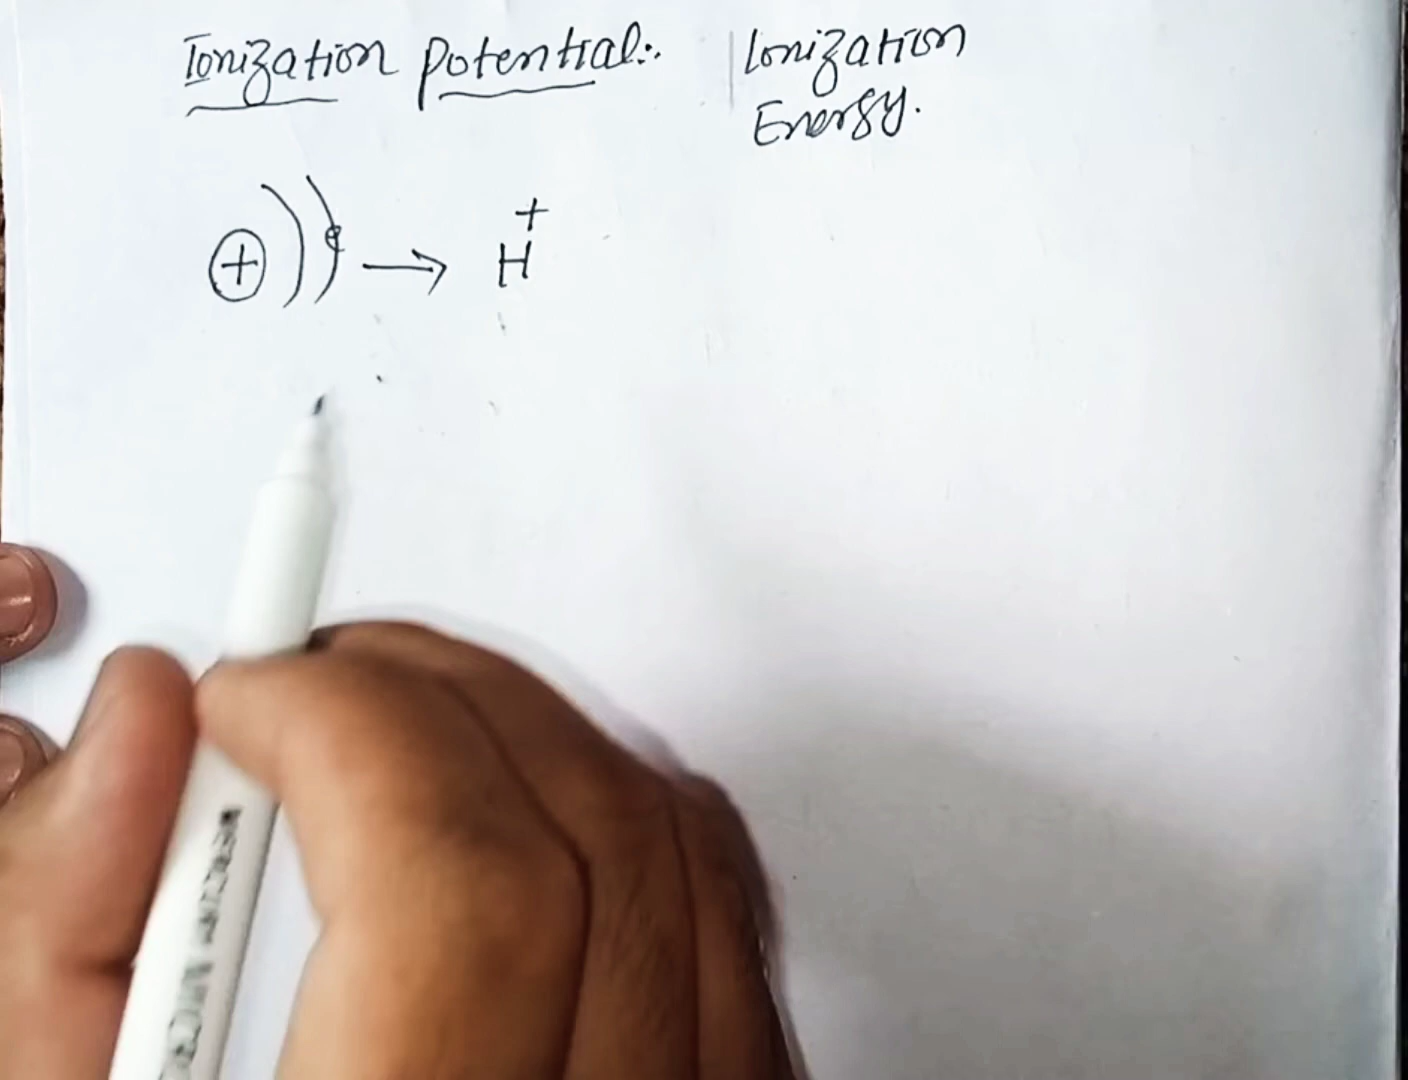 Ionization Potential:.
Ionization
Energy.
+ e → H⁺